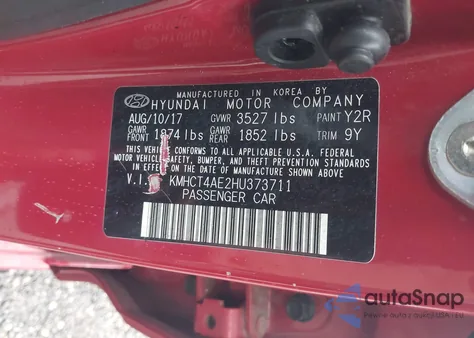 MANUFACTURED IN KOREA BY
HYUNDAI MOTOR COMPANY
AUG/10/17 GVWR 3527 lbs PAINT Y2R
GAWR FRONT 1874 lbs GAWR REAR 1852 lbs TRIM 9Y
THIS VEHICLE CONFORMS TO ALL APPLICABLE FEDERAL
MOTOR VEHICLE SAFETY, BUMPER, AND THEFT
PREVENTION STANDARDS IN EFFECT ON THE DATE OF
MANUFACTURE SHOWN ABOVE.
V.I. KMHCT4AE2HU373711
PASSENGER CAR
autoSnap